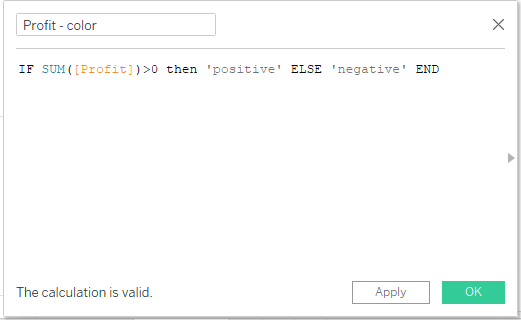 Profit - color
IF SUM([Profit])>0 then 'positive' ELSE 'negative' END
The calculation is valid.
Apply
OK